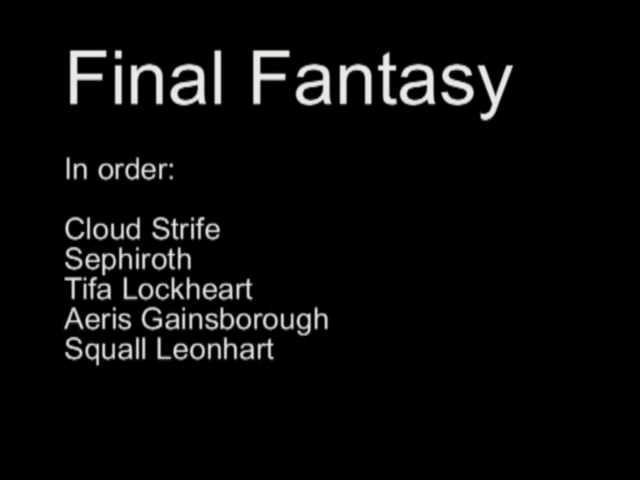 Final Fantasy
In order:
Cloud Strife
Sephiroth
Tifa Lockheart
Aeris Gainsborough
Squall Leonhart